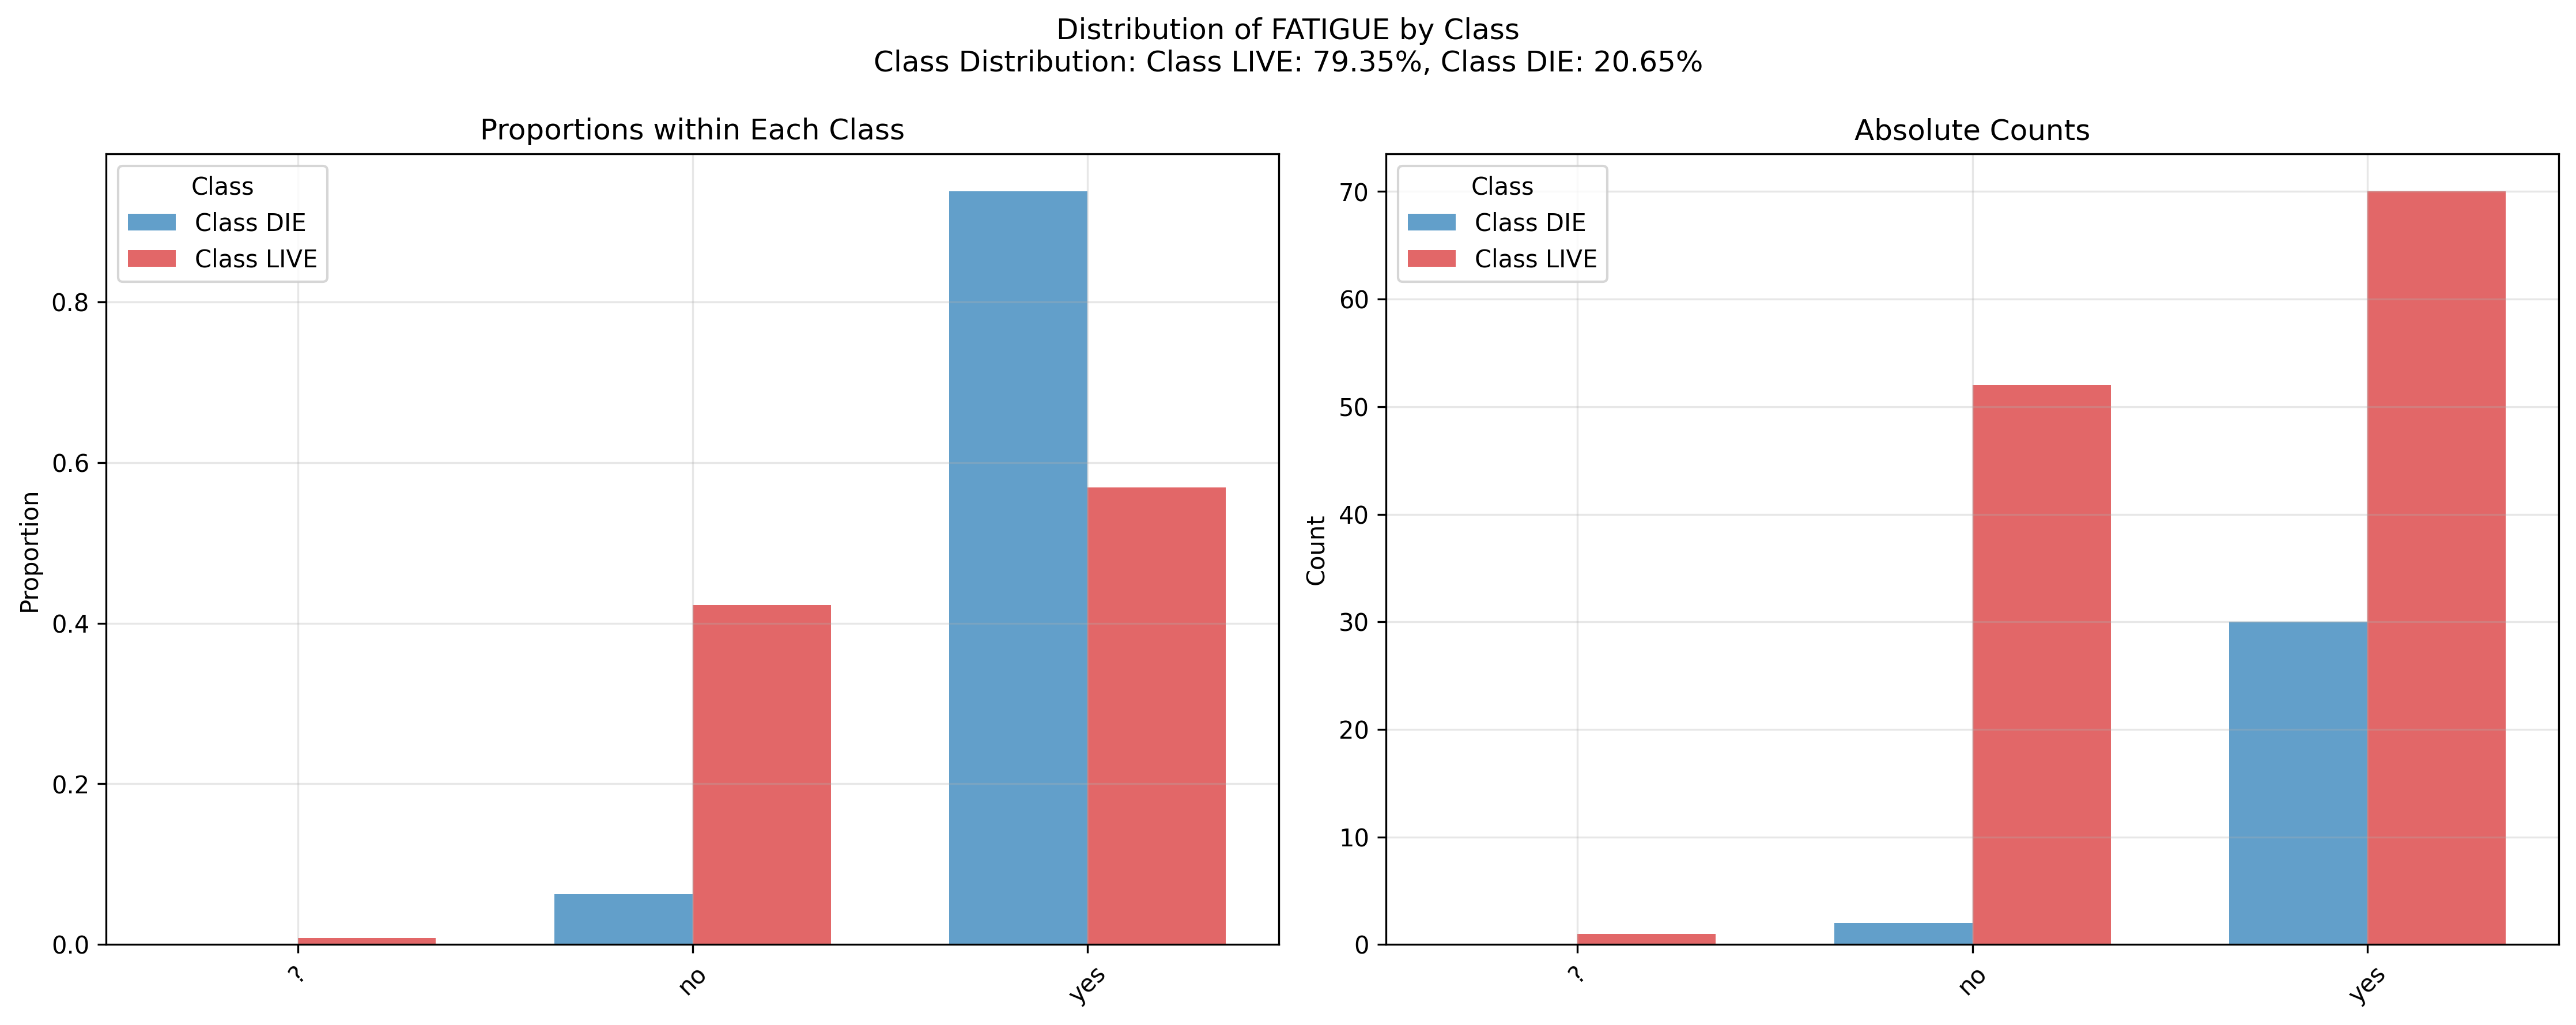 Distribution of FATIGUE by Class
Class Distribution: Class LIVE: 79.35%, Class DIE: 20.65%
Proportions within Each Class
Class
Class DIE
Class LIVE
Proportion
0.8
0.6
0.4
0.2
0.0
?
no
yes
Absolute Counts
Class
Class DIE
Class LIVE
Count
70
60
50
40
30
20
10
0
?
no
yes